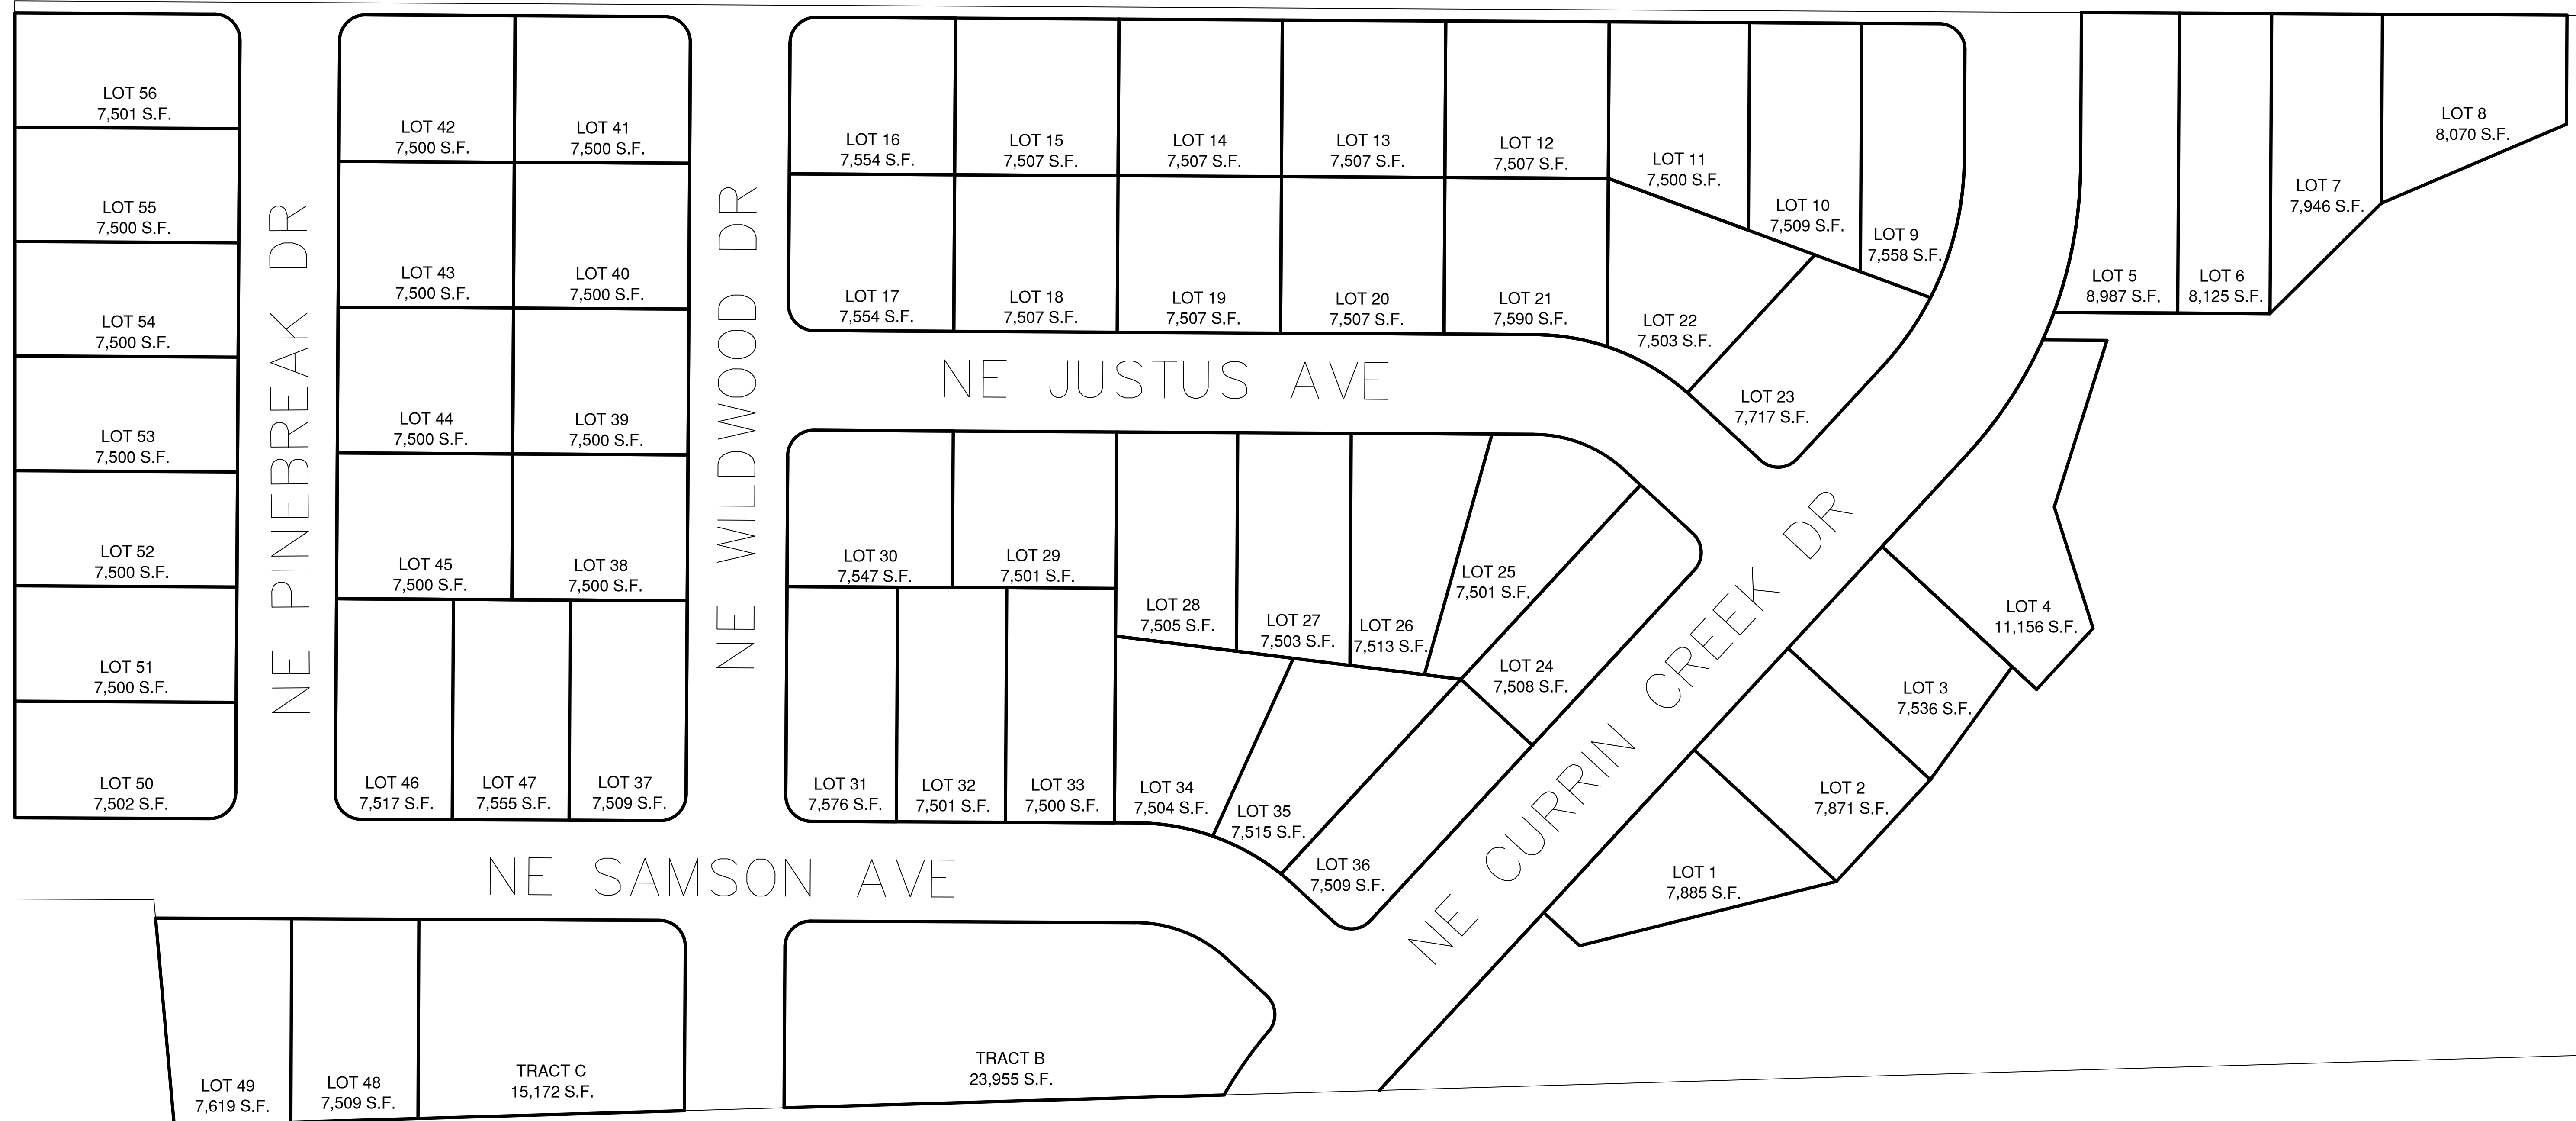 LOT 56
7,501 S.F.
LOT 55
7,500 S.F.
LOT 54
7,500 S.F.
LOT 53
7,500 S.F.
LOT 52
7,500 S.F.
LOT 51
7,500 S.F.
LOT 50
7,502 S.F.
NE PINEBREAK DR
LOT 42
7,500 S.F.
LOT 41
7,500 S.F.
LOT 43
7,500 S.F.
LOT 40
7,500 S.F.
LOT 44
7,500 S.F.
LOT 39
7,500 S.F.
LOT 45
7,500 S.F.
LOT 38
7,500 S.F.
LOT 46
7,517 S.F.
LOT 47
7,555 S.F.
LOT 37
7,509 S.F.
NE WILDWOOD DR
LOT 16
7,554 S.F.
LOT 15
7,507 S.F.
LOT 14
7,507 S.F.
LOT 13
7,507 S.F.
LOT 12
7,507 S.F.
LOT 11
7,500 S.F.
LOT 10
7,509 S.F.
LOT 9
7,558 S.F.
LOT 17
7,554 S.F.
LOT 18
7,507 S.F.
LOT 19
7,507 S.F.
LOT 20
7,507 S.F.
LOT 21
7,590 S.F.
LOT 22
7,503 S.F.
LOT 23
7,717 S.F.
NE JUSTUS AVE
LOT 30
7,547 S.F.
LOT 29
7,501 S.F.
LOT 28
7,505 S.F.
LOT 27
7,503 S.F.
LOT 26
7,513 S.F.
LOT 25
7,501 S.F.
LOT 24
7,508 S.F.
LOT 31
7,576 S.F.
LOT 32
7,501 S.F.
LOT 33
7,500 S.F.
LOT 34
7,504 S.F.
LOT 35
7,515 S.F.
LOT 36
7,509 S.F.
NE CURRIN CREEK DR
LOT 5
8,987 S.F.
LOT 6
8,125 S.F.
LOT 7
7,946 S.F.
LOT 8
8,070 S.F.
LOT 4
11,156 S.F.
LOT 3
7,536 S.F.
LOT 2
7,871 S.F.
LOT 1
7,885 S.F.
NE SAMSON AVE
LOT 49
7,619 S.F.
LOT 48
7,509 S.F.
TRACT C
15,172 S.F.
TRACT B
23,955 S.F.